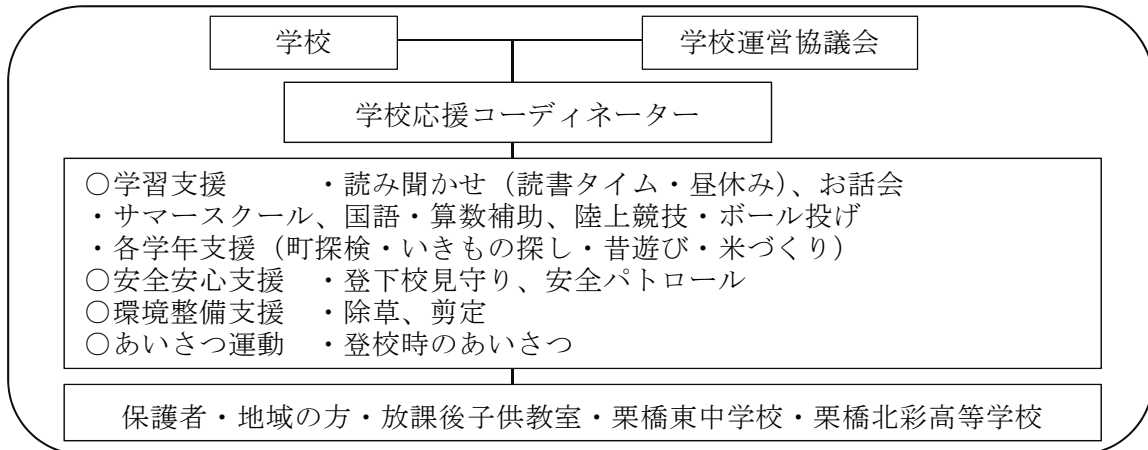 学校
学校運営協議会
学校応援コーディネーター
○学習支援　　　・読み聞かせ（読書タイム・昼休み）、お話会
・サマースクール、国語・算数補助、陸上競技・ボール投げ
・各学年支援（町探検・いきもの探し・昔遊び・米づくり）
○安全安心支援　・登下校見守り、安全パトロール
○環境整備支援　・除草、剪定
○あいさつ運動　・登校時のあいさつ
保護者・地域の方・放課後子供教室・栗橋東中学校・栗橋北彩高等学校